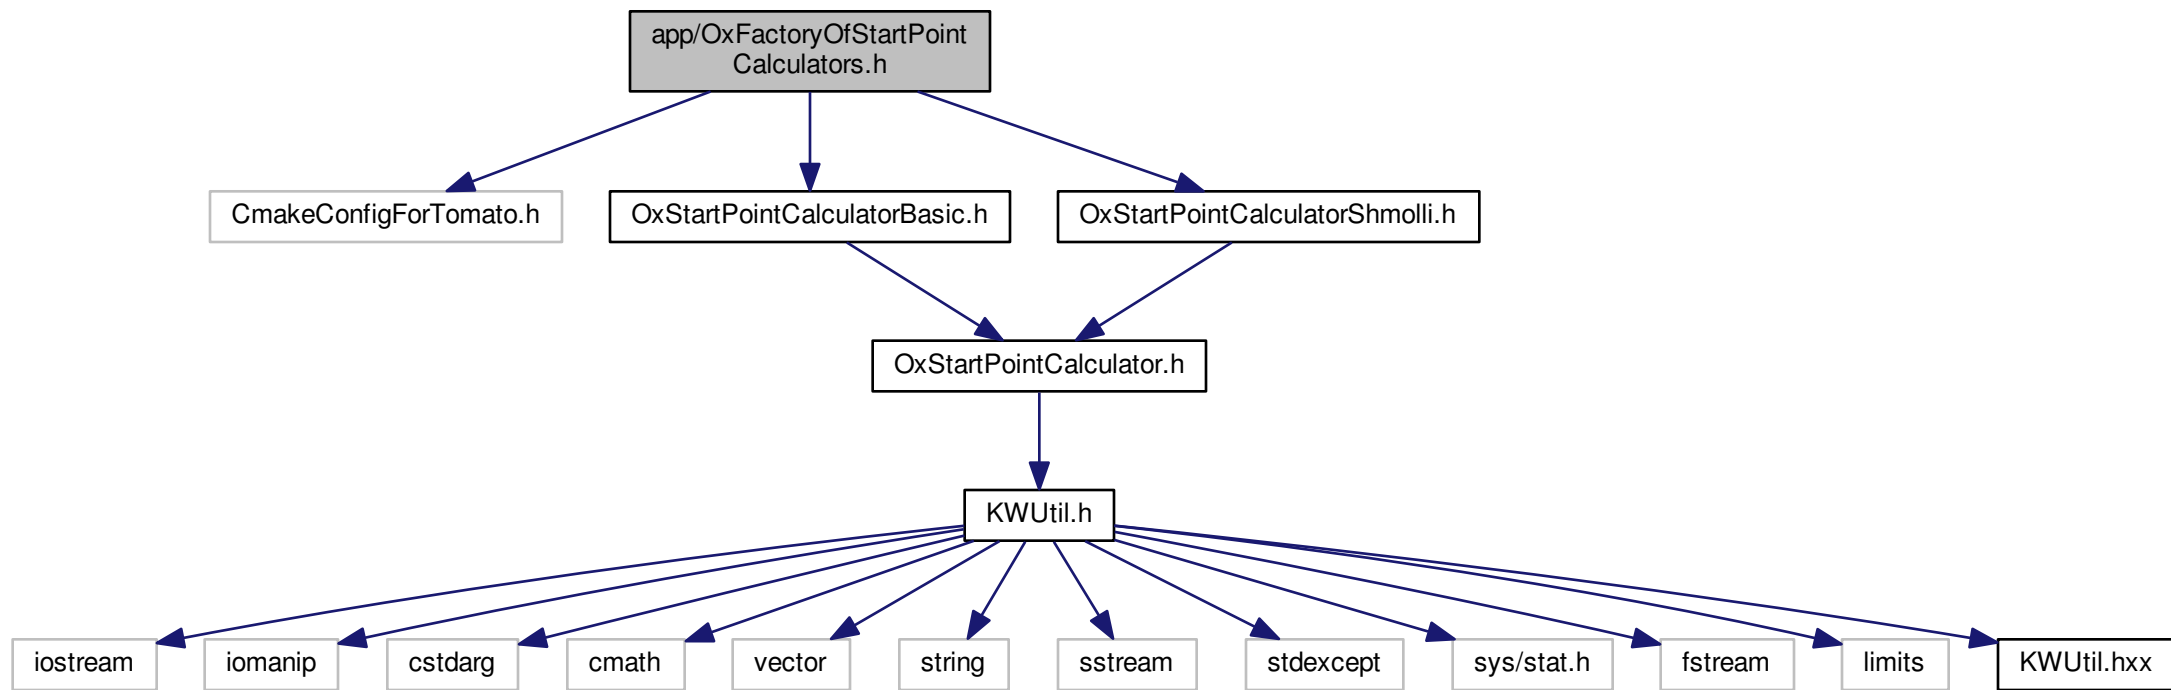 app/OxFactoryOfStartPoint
Calculators.h
CmakeConfigForTomato.h
OxStartPointCalculatorBasic.h
OxStartPointCalculatorShmolli.h
OxStartPointCalculator.h
KWUtil.h
iostream
iomanip
cstdarg
cmath
vector
string
sstream
stdexcept
sys/stat.h
fstream
limits
KWUtil.hxx